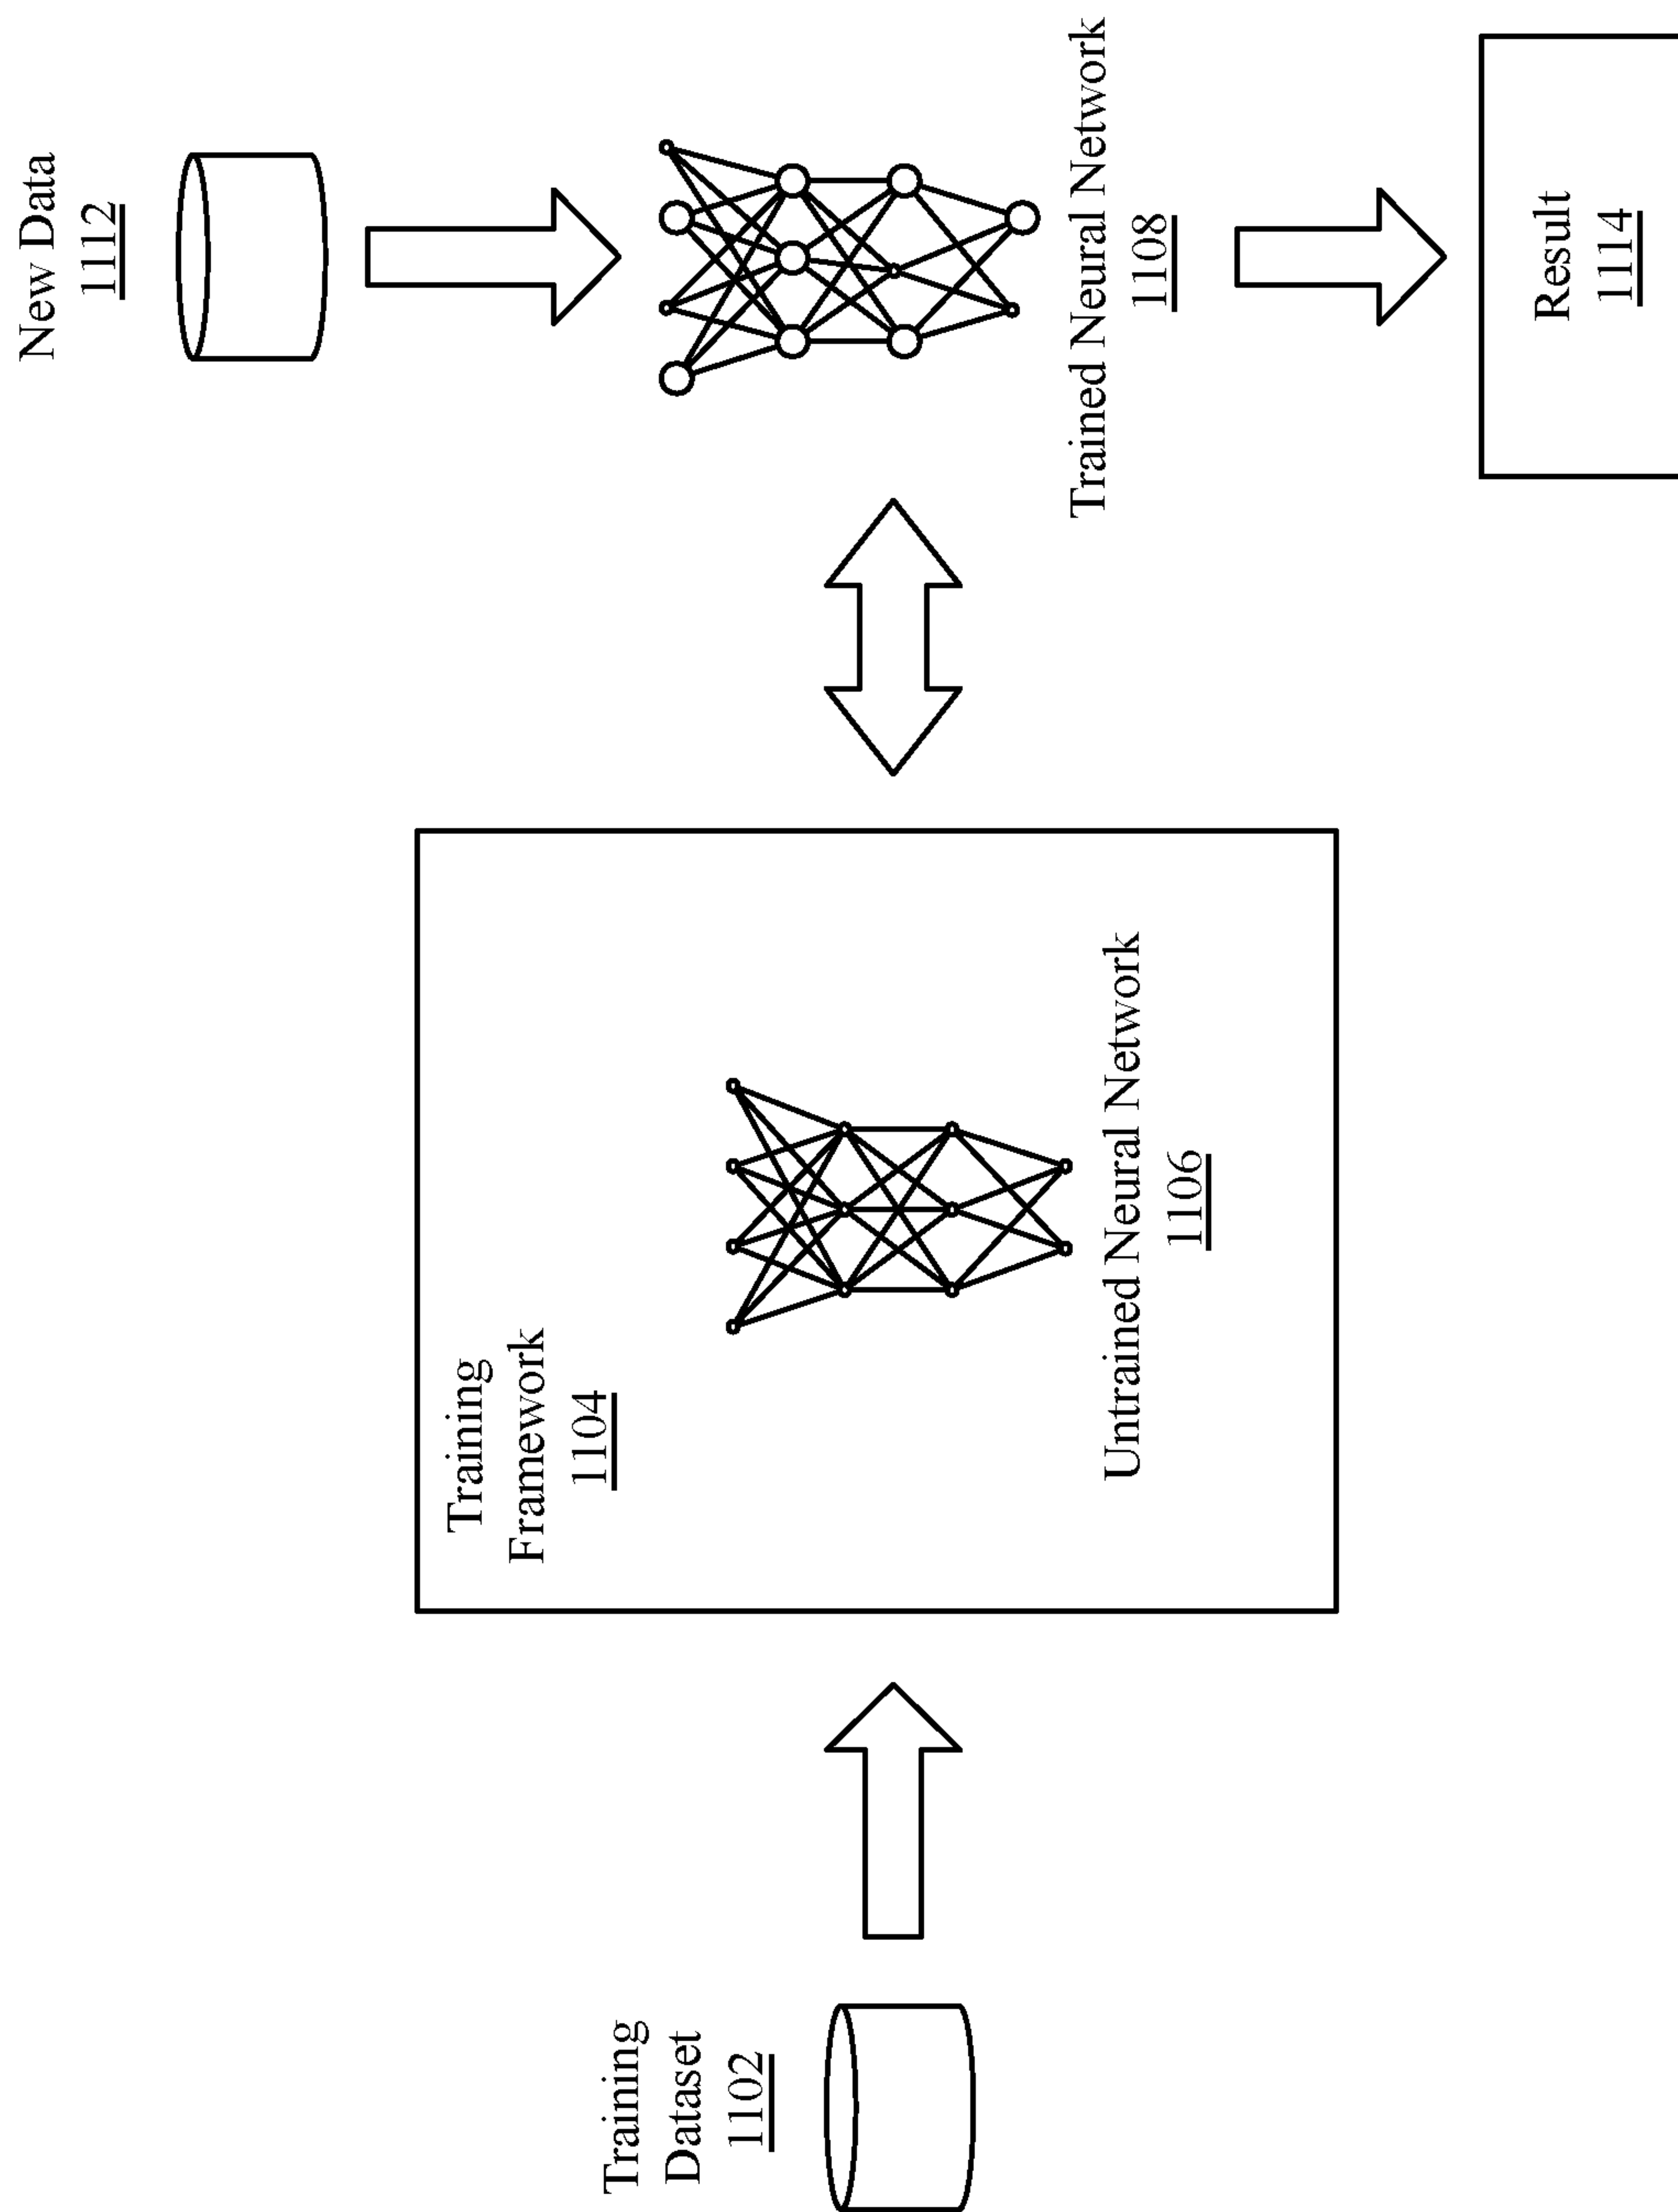 Training
Dataset
1102
Training
Framework
1104
Untrained Neural Network
1106
New Data
1112
Trained Neural Network
1108
Result
1114